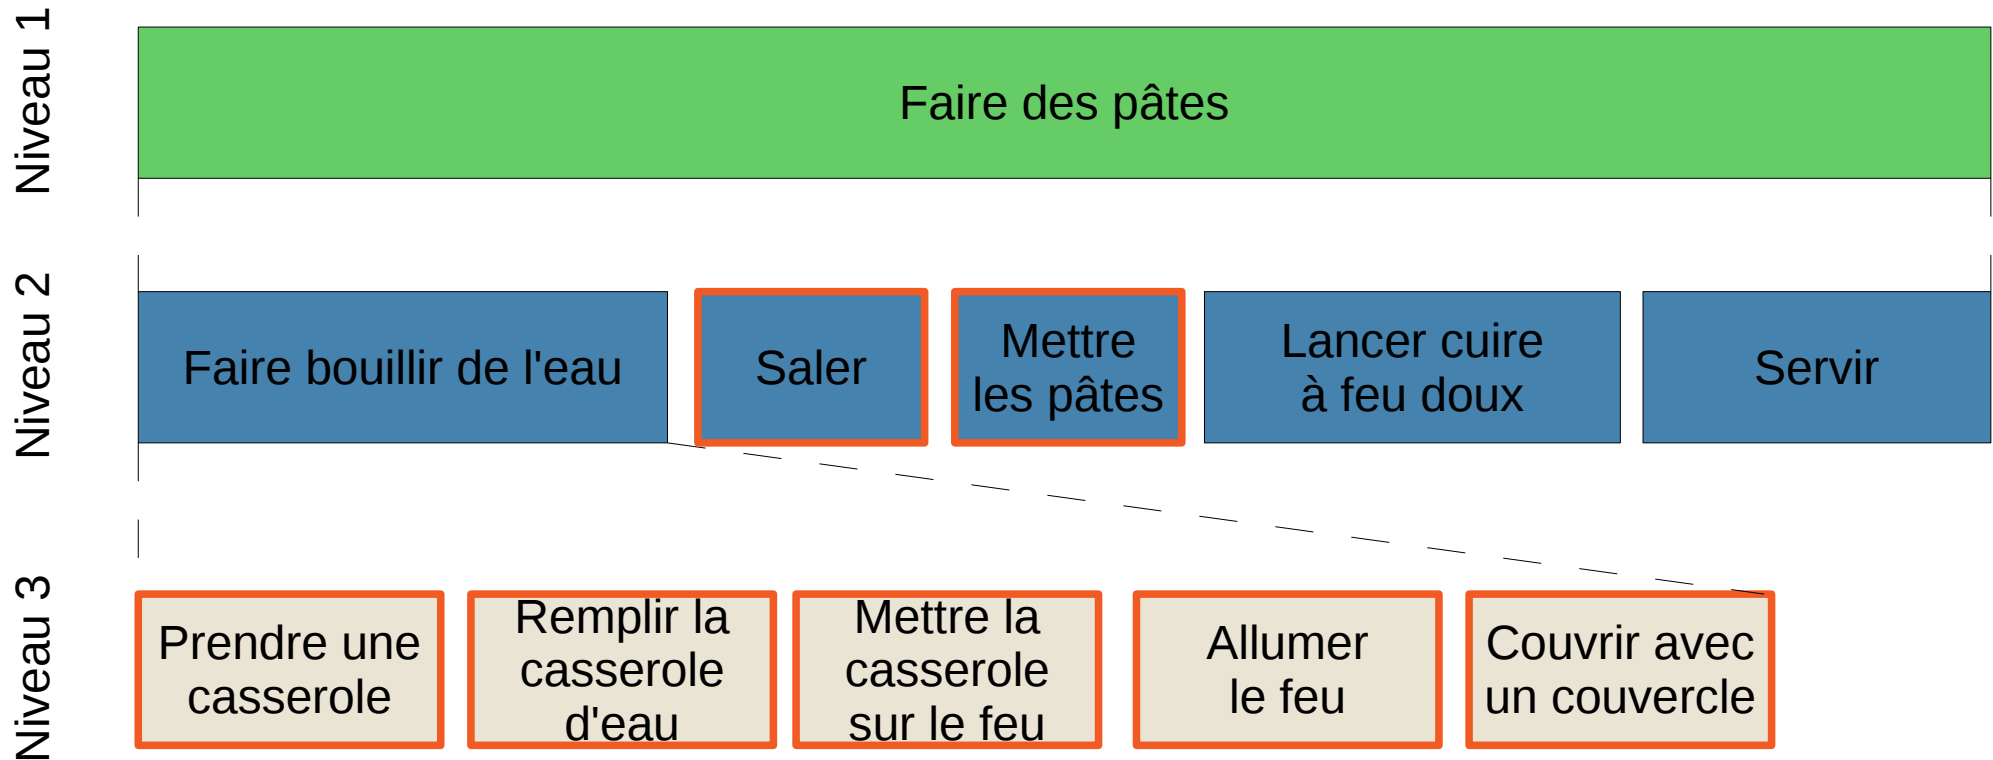 Niveau 1
Faire des pâtes
Niveau 2
Faire bouillir de l'eau
Saler
Mettre
les pâtes
Lancer cuire
à feu doux
Servir
Niveau 3
Prendre une
casserole
Remplir la
casserole
d'eau
Mettre la
casserole
sur le feu
Allumer
le feu
Couvrir avec
un couvercle